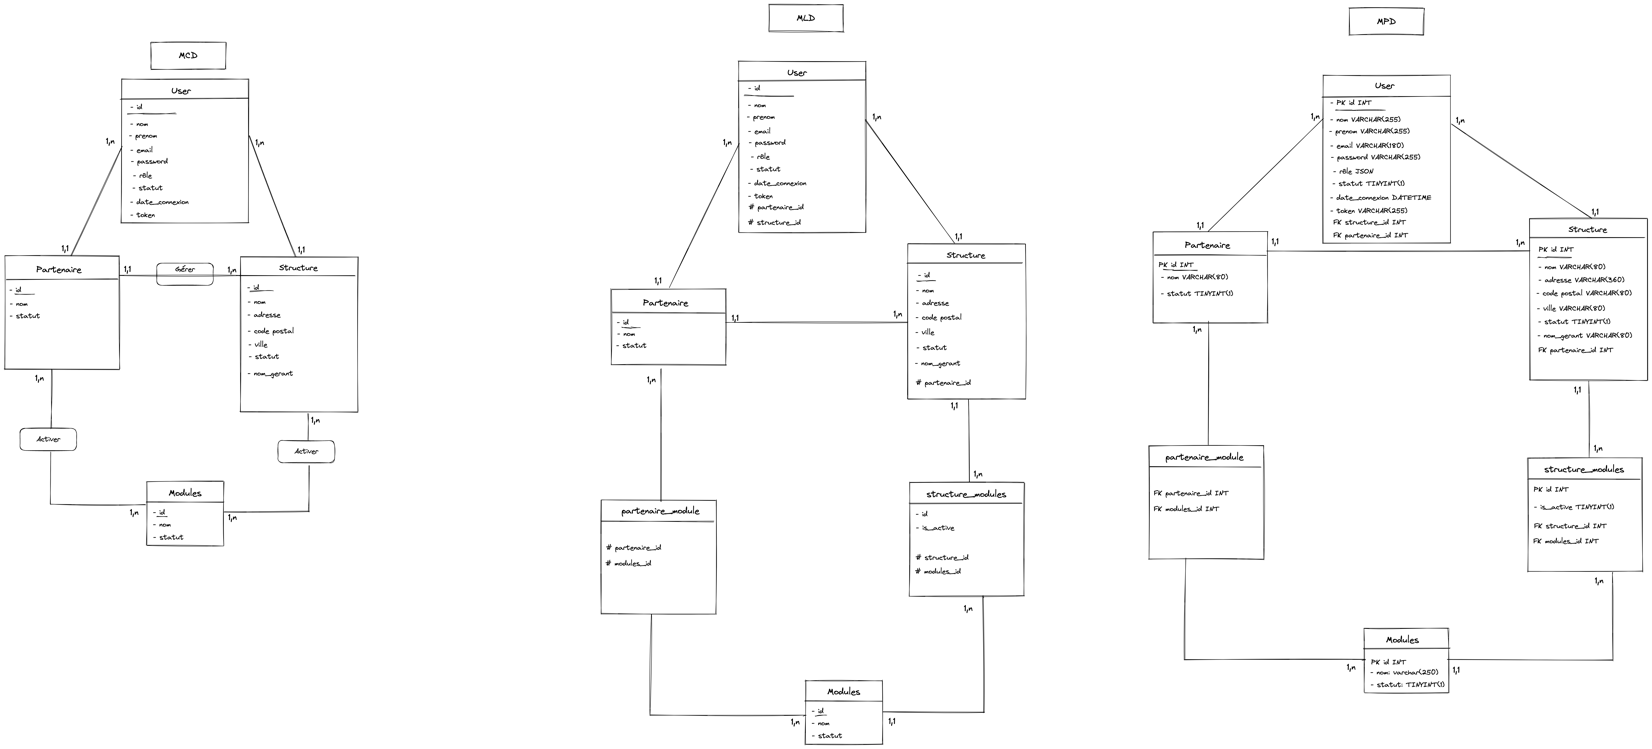 MCD
User
- id
- nom
- prenom
- email
- password
- rôle
- statut
- date_connexion
- token
1,n
1,n
1,1
1,1
Partenaire
- id
- nom
- statut
1,1
Gérer
1,n
Structure
- id
- nom
- adresse
- code postal
- ville
- statut
- nom_gerant
1,n
Activer
1,n
Activer
1,n
Modules
- id
- nom
- statut
1,n
MLD
User
- id
- nom
- prenom
- email
- password
- rôle
- statut
- date_connexion
- token
# partenaire_id
# structure_id
1,n
1,n
1,1
1,1
Partenaire
- id
- nom
- statut
1,1
1,n
Structure
- id
- nom
- adresse
- code postal
- ville
- statut
- nom_gerant
# partenaire_id
1,n
1,1
1,n
partenaire_module
# partenaire_id
# modules_id
structure_modules
- id
- is_active
# structure_id
# modules_id
1,n
Modules
- id
- nom
- statut
1,n
1,1
MPD
User
- PK id INT
- nom VARCHAR(255)
- prenom VARCHAR(255)
- email VARCHAR(180)
- password VARCHAR(255)
- rôle JSON
- statut TINYINT(1)
- date_connexion DATETIME
- token VARCHAR(255)
FK structure_id INT
FK partenaire_id INT
1,n
1,n
1,1
1,1
Partenaire
PK id INT
- nom VARCHAR(80)
- statut TINYINT(1)
1,1
1,n
Structure
PK id INT
- nom VARCHAR(80)
- adresse VARCHAR(360)
- code postal VARCHAR(80)
- ville VARCHAR(80)
- statut TINYINT(1)
- nom_gerant VARCHAR(80)
FK partenaire_id INT
1,n
1,1
1,n
partenaire_module
FK partenaire_id INT
FK modules_id INT
structure_modules
PK id INT
- is_active TINYINT(1)
FK structure_id INT
FK modules_id INT
1,n
Modules
PK id INT
- nom: Varchar(250)
- statut: TINYINT(1)
1,n
1,1